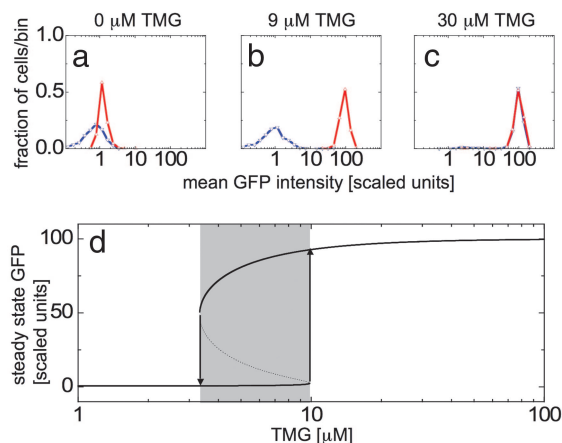 0 μM TMG 9 μM TMG 30 μM TMG
a b c
fraction of cells/bin
1.0
0.5
0.0
1 10 100 1 10 100 1 10 100
mean GFP intensity [scaled units]
d
steady state GFP
[scaled units]
100
50
0
1 10 100
TMG [μM]